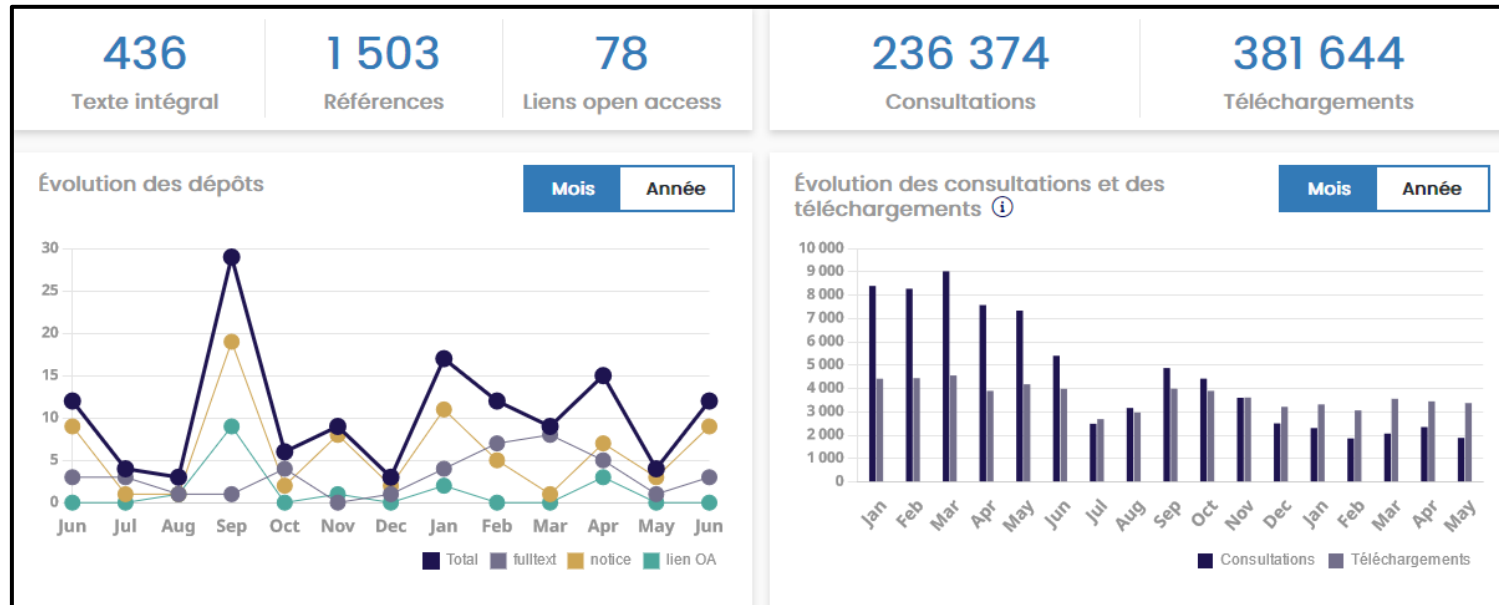 436
Texte intégral
1 503
Références
78
Liens open access
236 374
Consultations
381 644
Téléchargements
Évolution des dépôts
Mois
Année
30
25
20
15
10
5
0
Jun Jul Aug Sep Oct Nov Dec Jan Feb Mar Apr May Jun
Total fulltext notice lien OA
Évolution des consultations et des
téléchargements i
Mois
Année
10 000
9 000
8 000
7 000
6 000
5 000
4 000
3 000
2 000
1 000
0
Jan Feb Mar Apr May Jun Jul Aug Sep Oct Nov Dec Jan Feb Mar Apr May
Consultations Téléchargements